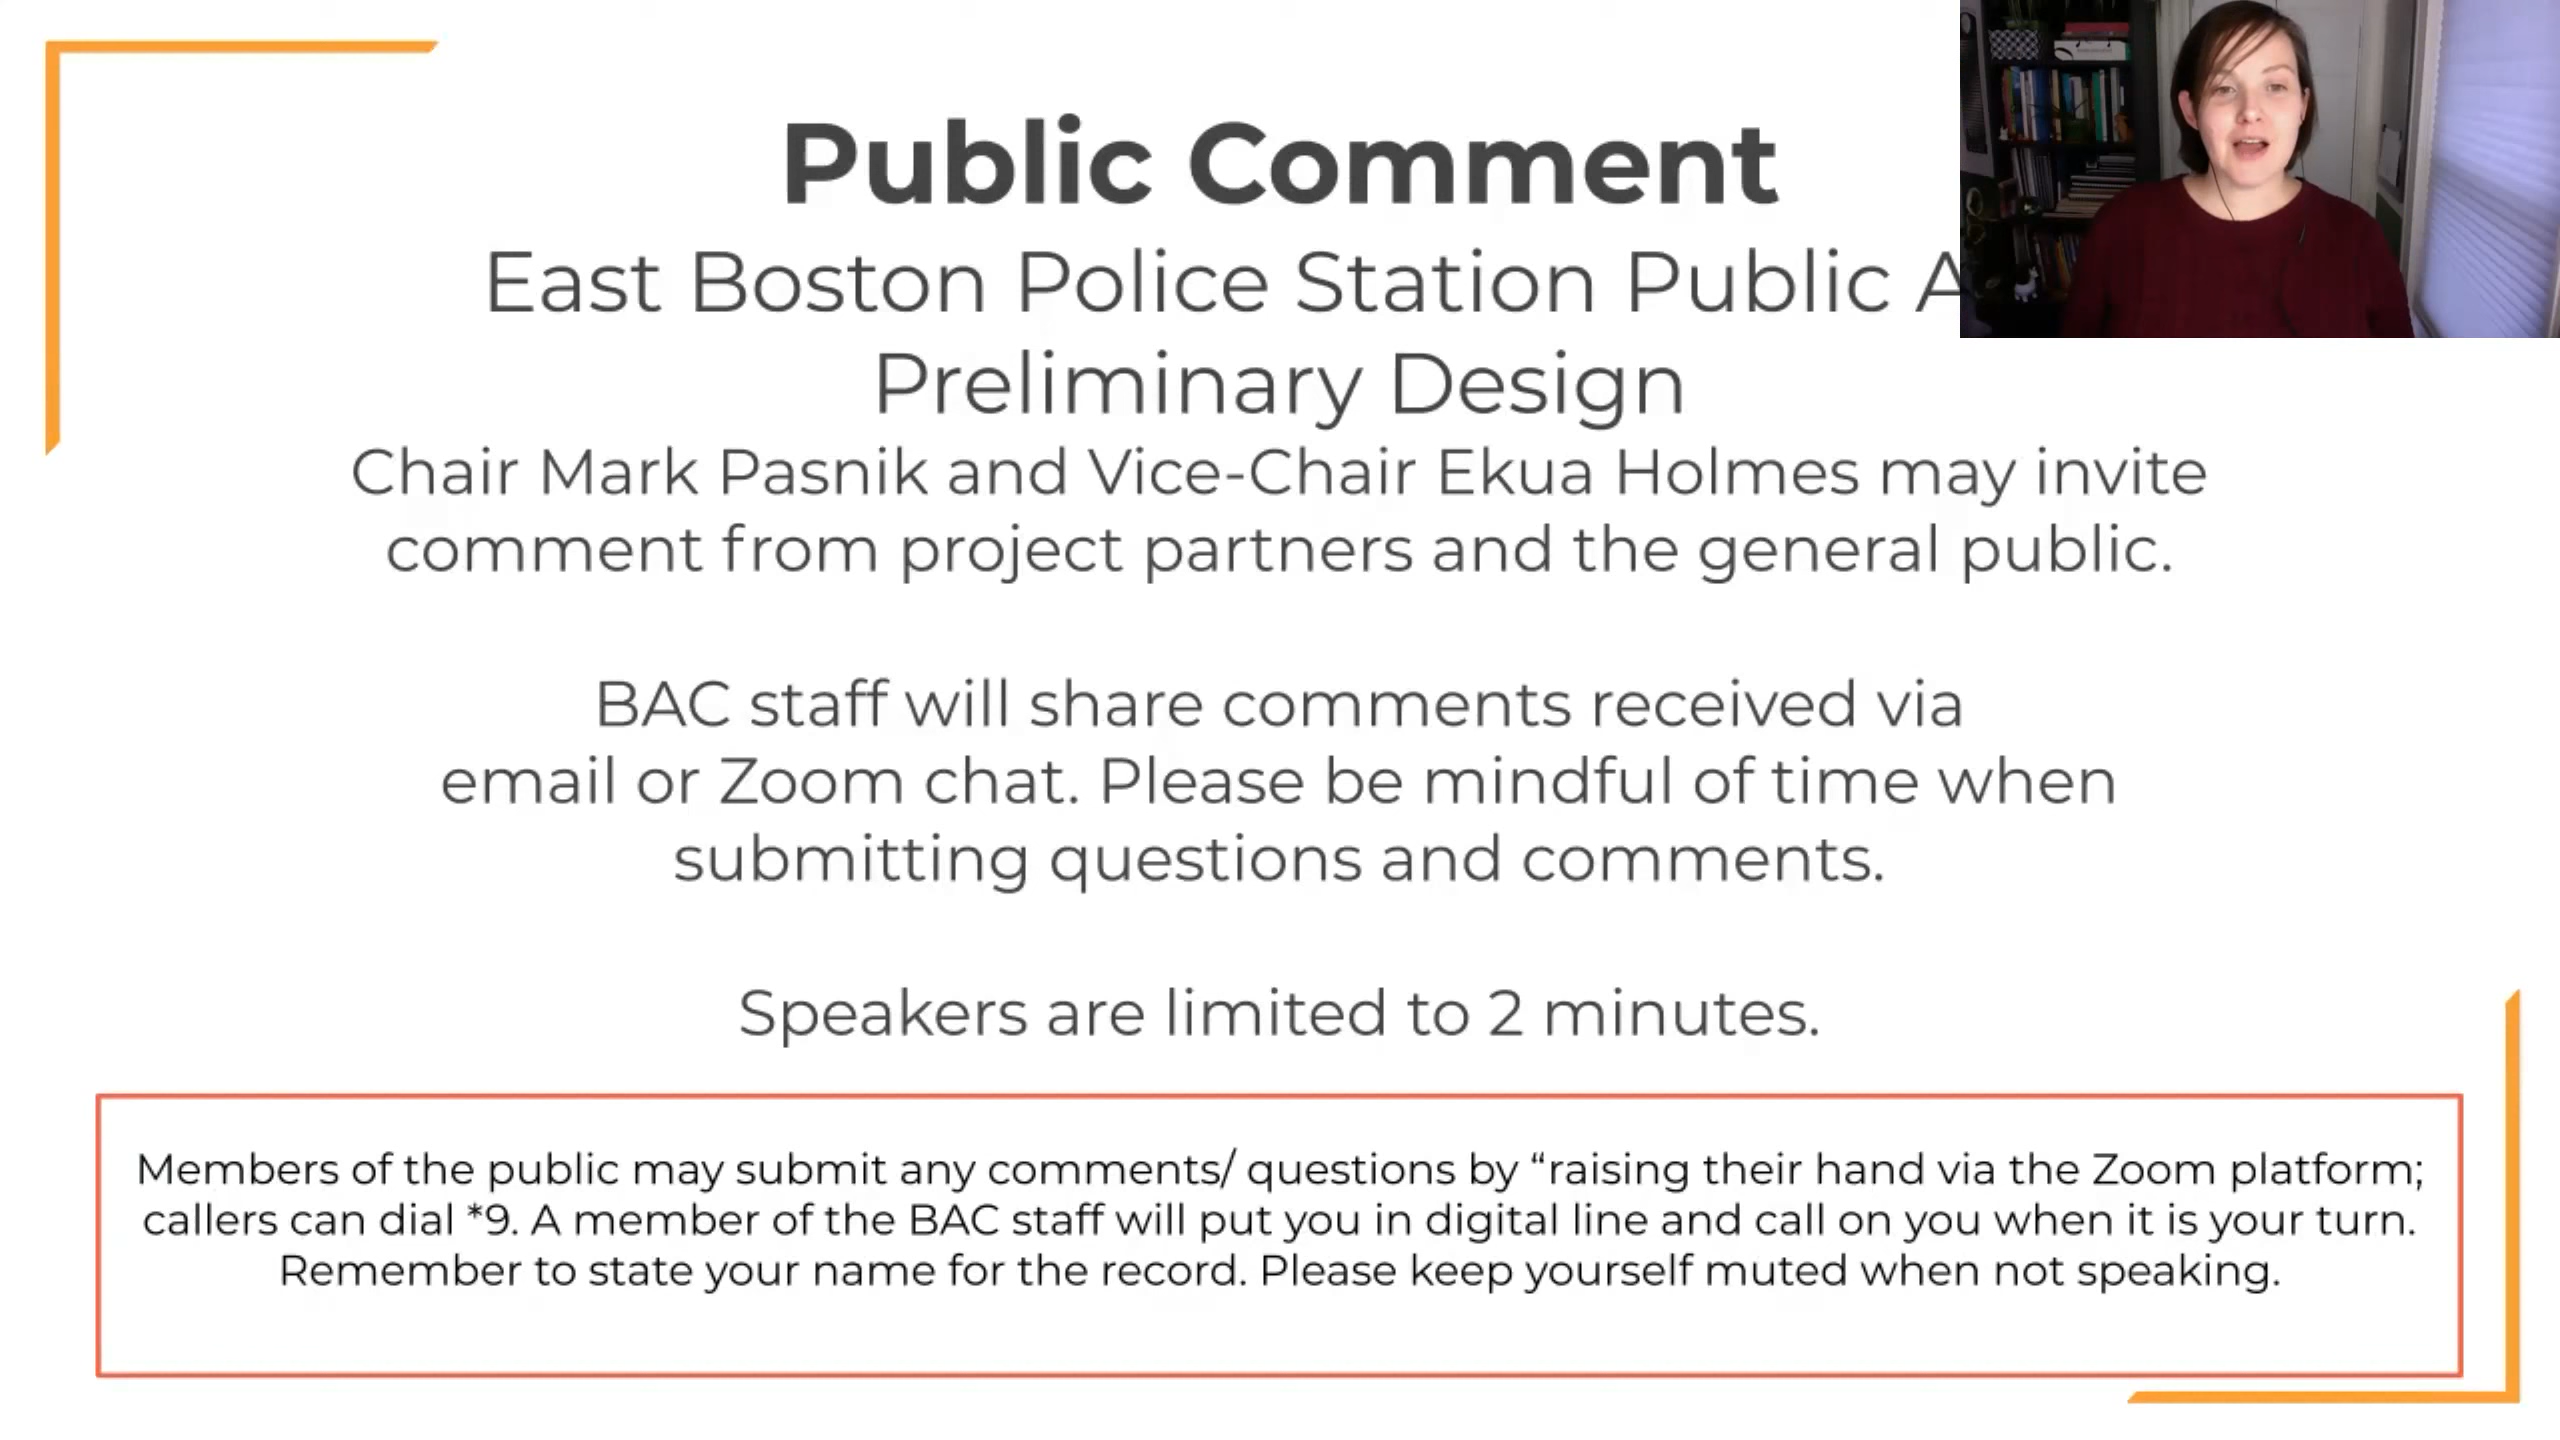 Public Comment
East Boston Police Station Public
Preliminary Design
Chair Mark Pasnik and Vice-Chair Ekua Holmes may invite
comment from project partners and the general public.
BAC staff will share comments received via
email or Zoom chat. Please be mindful of time when
submitting questions and comments.
Speakers are limited to 2 minutes.
Members of the public may submit any comments/ questions by “raising their hand via the Zoom platform;
callers can dial *9. A member of the BAC staff will put you in digital line and call on you when it is your turn.
Remember to state your name for the record. Please keep yourself muted when not speaking.